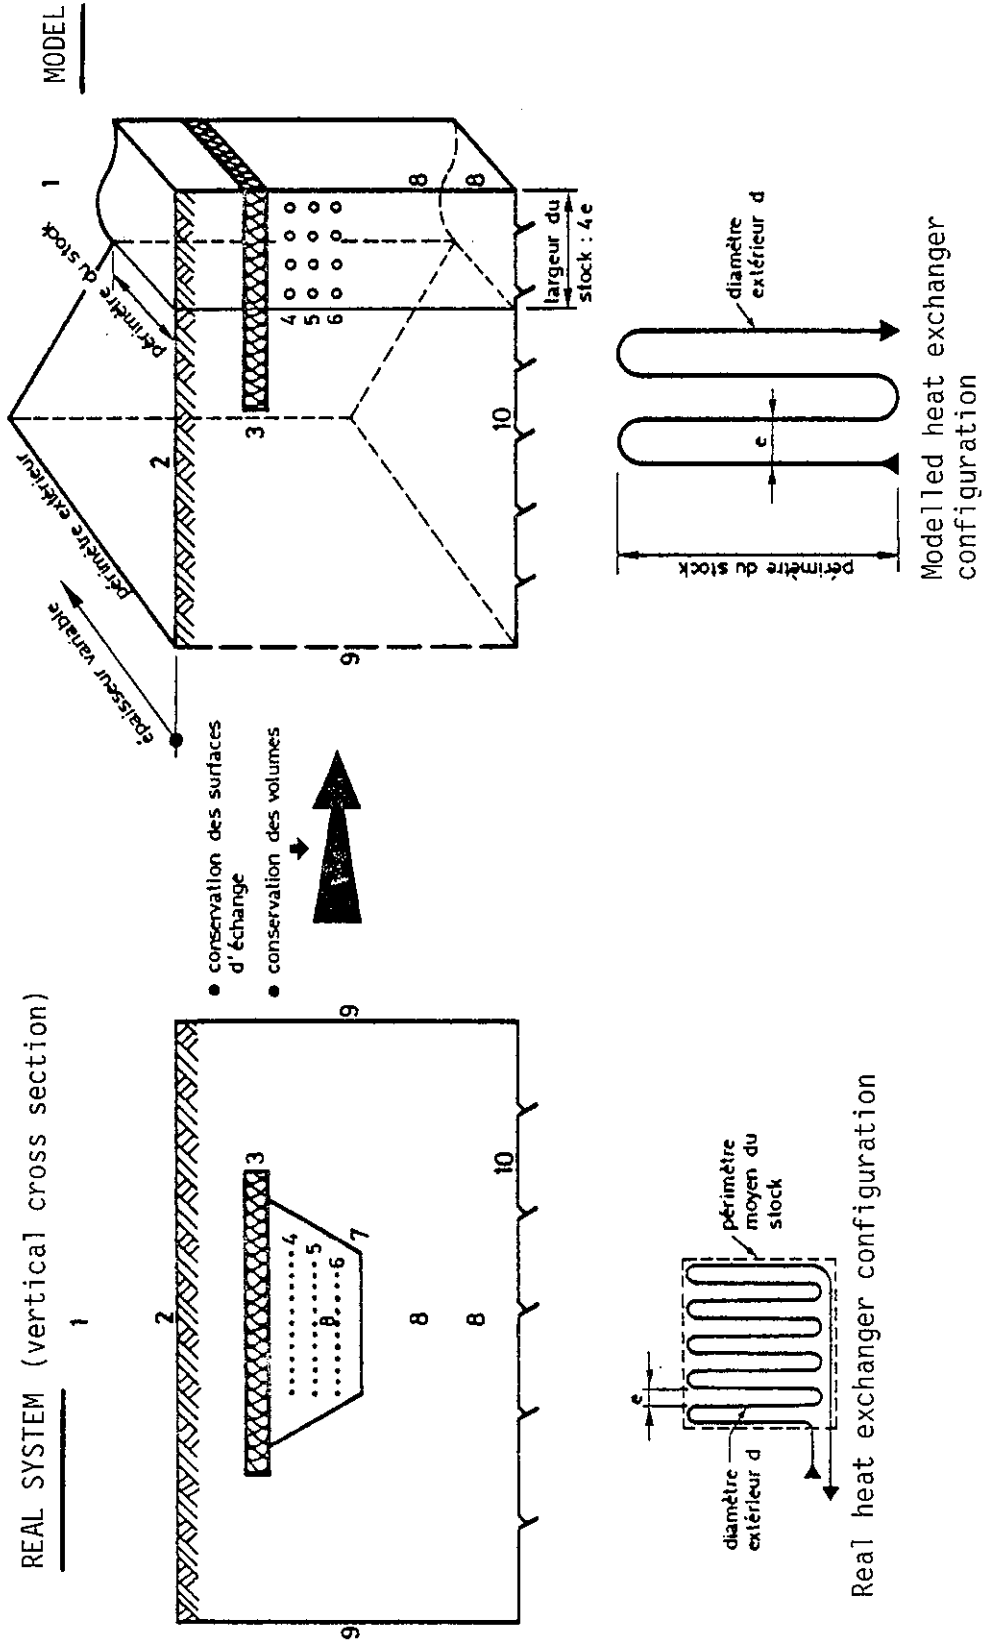 REAL SYSTEM (vertical cross section)
1
2
3
4
5
6
7
8
8
8
9
9
10
périmètre
moyen du
stock
e
diamètre
extérieur d
Real heat exchanger configuration
● conservation des surfaces
d'échange
● conservation des volumes
MODEL
1
épaisseur variable
périmètre extérieur
périmètre du stock
2
3
4
5
6
8
8
9
10
largeur du
stock : 4e
périmètre du stock
e
diamètre
extérieur d
Modelled heat exchanger
configuration